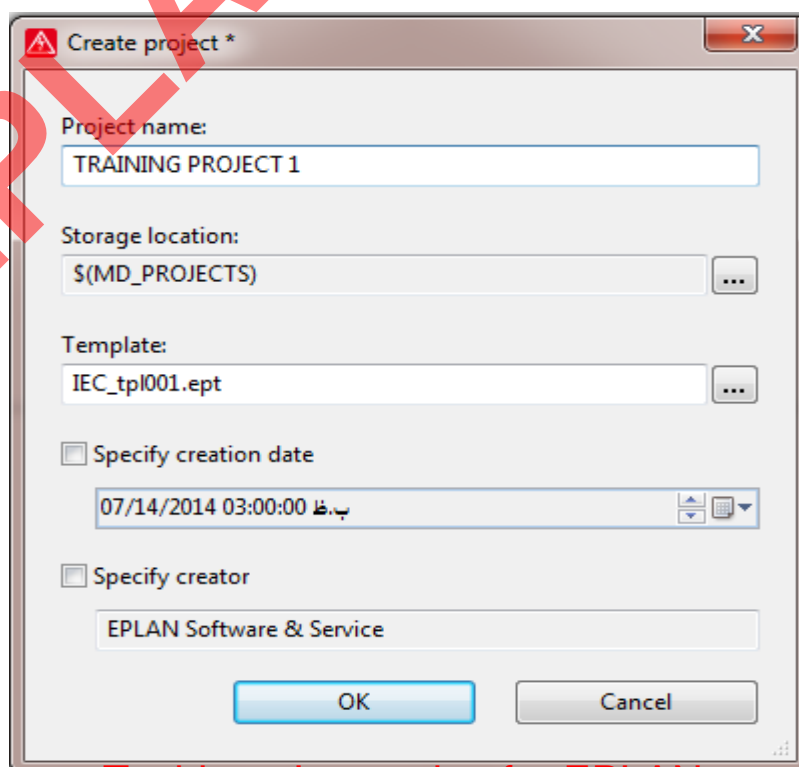 Create project *
Project name:
TRAINING PROJECT 1
Storage location:
$(MD_PROJECTS)
...
Template:
IEC_tpl001.ept
...
Specify creation date
07/14/2014 03:00:00 ب.ظ
Specify creator
EPLAN Software & Service
OK
Cancel